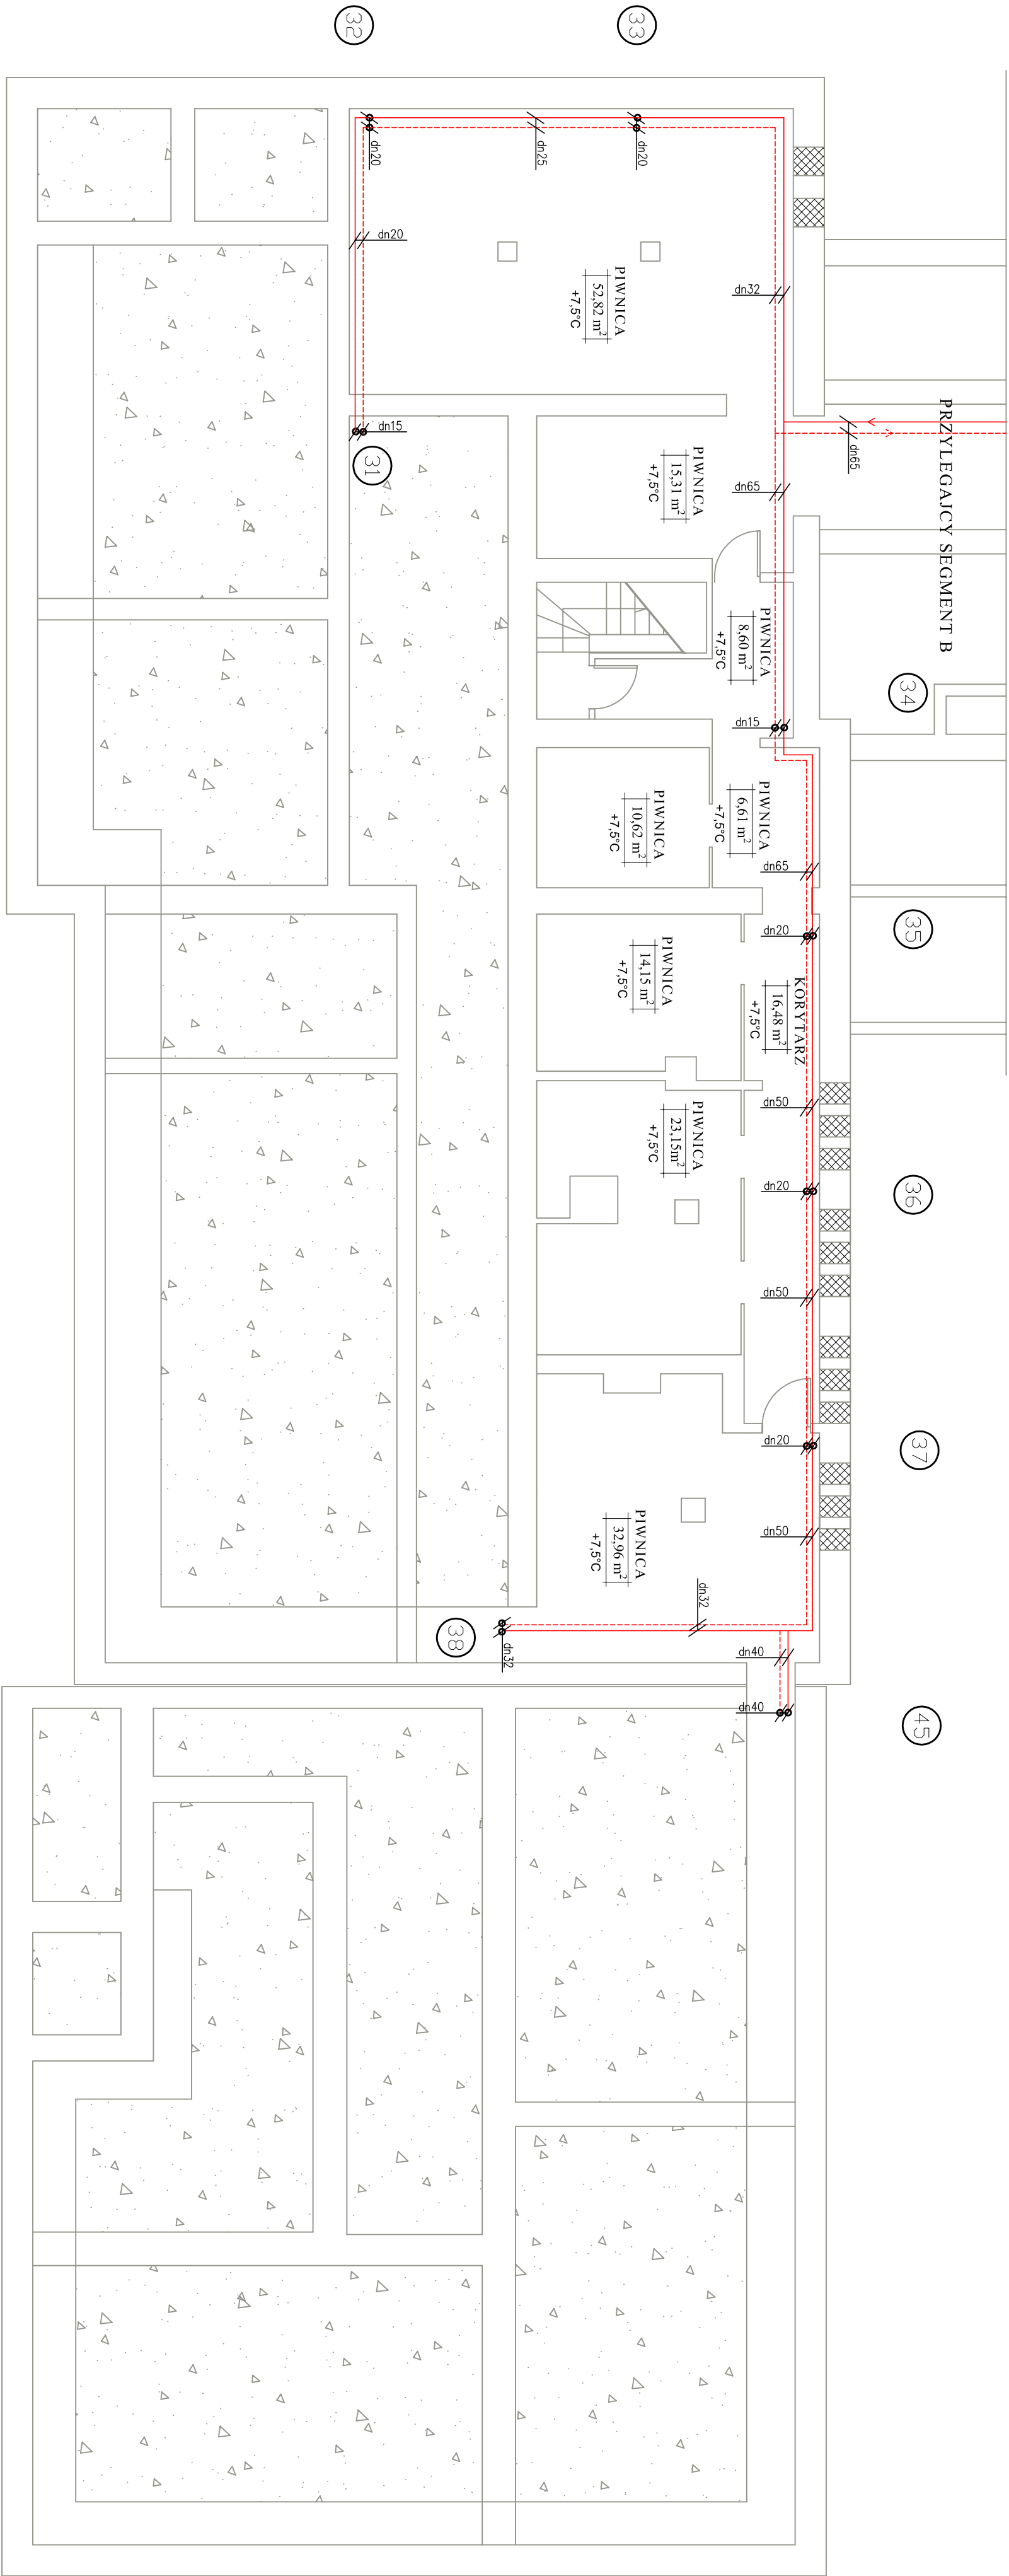 32
33
dn20
dn25
dn20
dn20
dn32
PIWNICA
52,82 m²
+7,5°C
PRZYLEGAJCY SEGMENT B
dn15
31
dn65
dn65
PIWNICA
15,31 m²
+7,5°C
PIWNICA
8,60 m²
+7,5°C
34
dn15
PIWNICA
6,61 m²
+7,5°C
PIWNICA
10,62 m²
+7,5°C
dn65
35
dn20
PIWNICA
14,15 m²
+7,5°C
KORYTARZ
16,48 m²
+7,5°C
dn50
PIWNICA
23,15m²
+7,5°C
36
dn20
dn50
37
dn20
PIWNICA
32,96 m²
+7,5°C
dn50
dn32
38
dn32
dn40
dn40
45